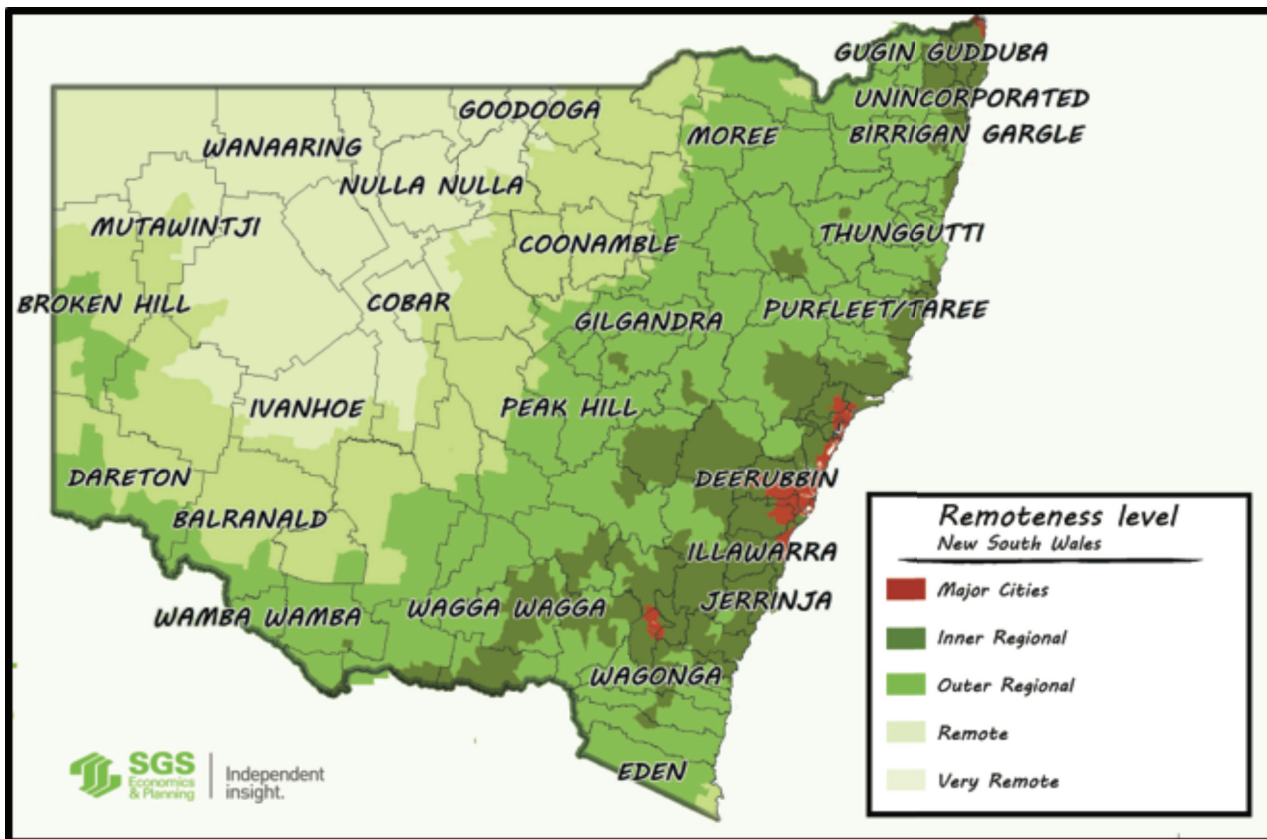 GUGIN GUDDUBA
UNINCORPORATED
GOODOOGA
MOREE
BIRRIGAN GARGLE
WANAARING
NULLA NULLA
MUTAWINTJI
COONAMBLE
THUNGGUTTI
BROKEN HILL
COBAR
GILGANDRA
PURFLEET/TAREE
IVANHOE
PEAK HILL
DARETON
DEERUBBIN
BALRANALD
ILLAWARRA
WAMBA WAMBA
WAGGA WAGGA
JERRINJA
WAGONGA
EDEN
Remoteness level
New South Wales
Major Cities
Inner Regional
Outer Regional
Remote
Very Remote
SGS
Economics
& Planning
Independent
insight.